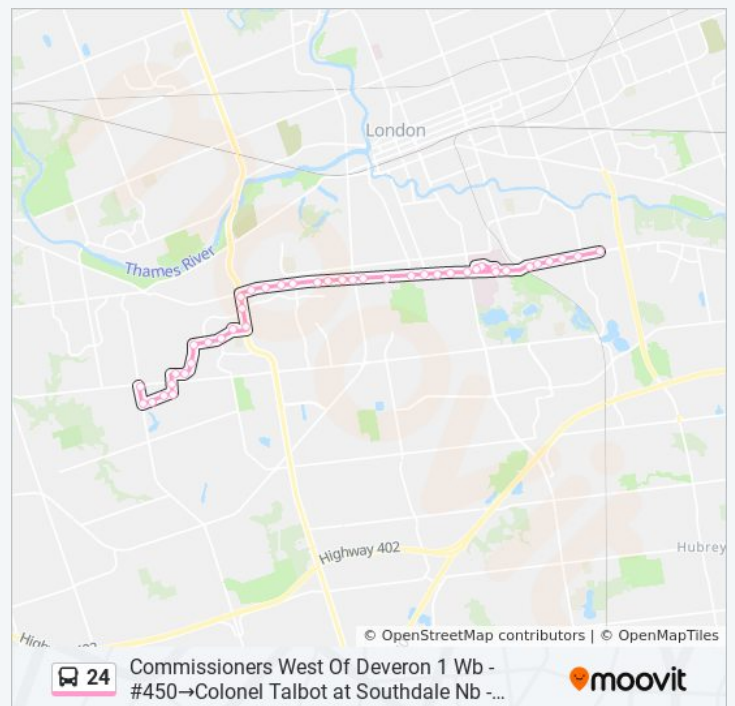 London
Thames River
Highway 402
Hubrey
© OpenStreetMap contributors | © OpenMapTiles
24
Commissioners West Of Deveron 1 Wb -
#450→Colonel Talbot at Southdale Nb -...
moovit